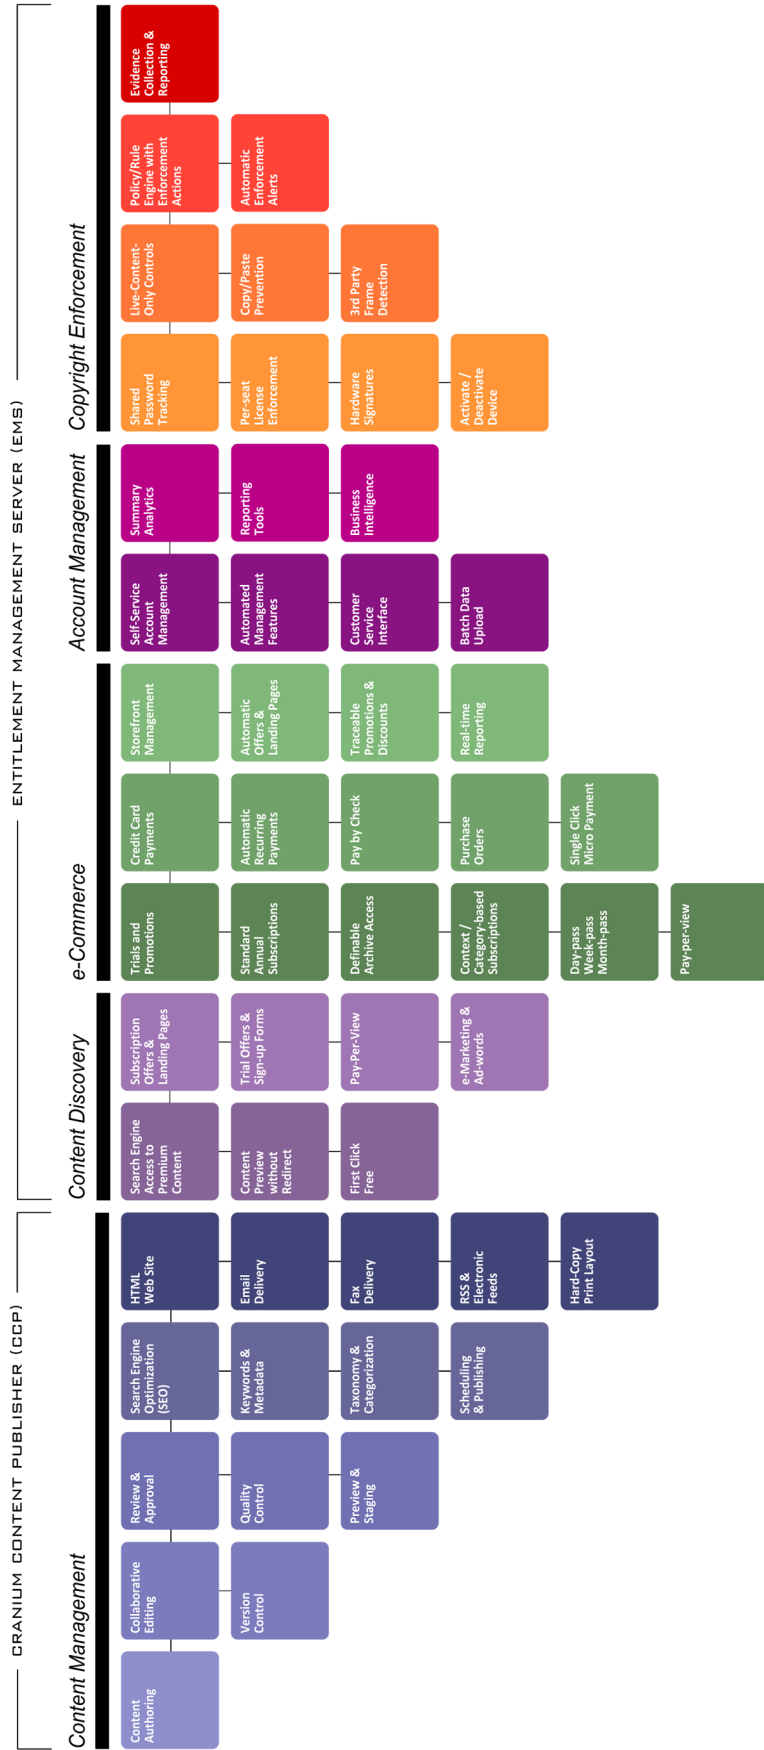 CRANIUM CONTENT PUBLISHER (CCP)
ENTITLEMENT MANAGEMENT SERVER (EMS)
Content Management
Content Discovery
e-Commerce
Account Management
Copyright Enforcement
Content
Authoring
Collaborative
Editing
Version
Control
Review &
Approval
Quality
Control
Preview &
Staging
Search Engine
Optimization
(SEO)
Keywords &
Metadata
Taxonomy &
Categorization
Scheduling
& Publishing
HTML
Web Site
Email
Delivery
Fax
Delivery
RSS &
Electronic
Feeds
Hard-Copy
Print Layout
Search Engine
Access to
Premium
Content
Content
Preview
without
Redirect
First Click
Free
Subscription
Offers &
Landing Pages
Trial Offers &
Sign-up Forms
Pay-Per-View
e-Marketing &
Ad-words
Trials and
Promotions
Standard
Annual
Subscriptions
Definable
Archive Access
Context /
Category-based
Subscriptions
Day-pass
Week-pass
Month-pass
Pay-per-view
Credit Card
Payments
Automatic
Recurring
Payments
Pay by Check
Purchase
Orders
Single Click
Micro Payment
Storefront
Management
Automatic
Offers &
Landing Pages
Traceable
Promotions &
Discounts
Real-time
Reporting
Self-Service
Account
Management
Automated
Management
Features
Customer
Service
Interface
Batch Data
Upload
Summary
Analytics
Reporting
Tools
Business
Intelligence
Shared
Password
Tracking
Per-seat
License
Enforcement
Hardware
Signatures
Activate /
Deactivate
Device
Live-Content-
Only Controls
Copy/Paste
Prevention
3rd Party
Frame
Detection
Policy/Rule
Engine with
Enforcement
Actions
Automatic
Enforcement
Alerts
Evidence
Collection &
Reporting